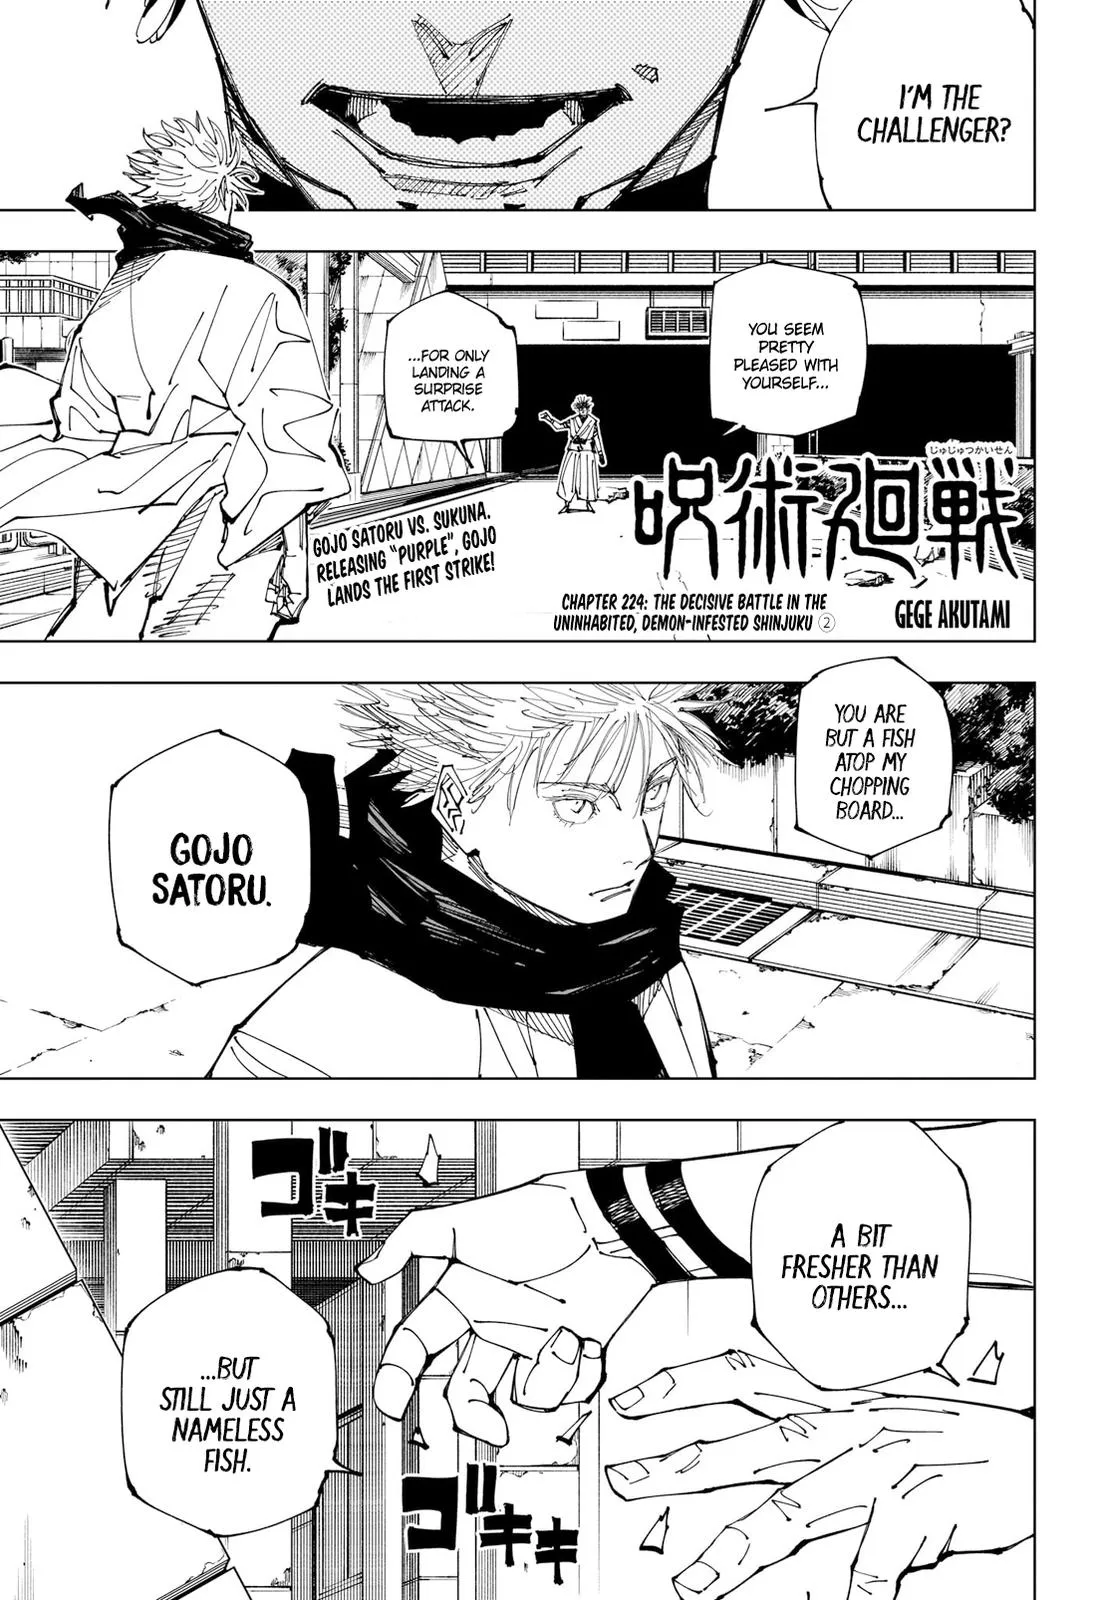 I'M THE
CHALLENGER?
YOU SEEM
PRETTY
PLEASED WITH
YOURSELF...
...FOR ONLY
LANDING A
SURPRISE
ATTACK.
じゅじゅつかいせん
呪術廻戦
GOJO SATORU VS. SUKUNA.
RELEASING "PURPLE", GOJO
LANDS THE FIRST STRIKE!
CHAPTER 224: THE DECISIVE BATTLE IN THE
UNINHABITED, DEMON-INFESTED SHINJUKU ②
GEGE AKUTAMI
YOU ARE
BUT A FISH
ATOP MY
CHOPPING
BOARD...
GOJO
SATORU.
ゴキ
A BIT
FRESHER THAN
OTHERS...
...BUT
STILL JUST A
NAMELESS
FISH.
ゴキキ